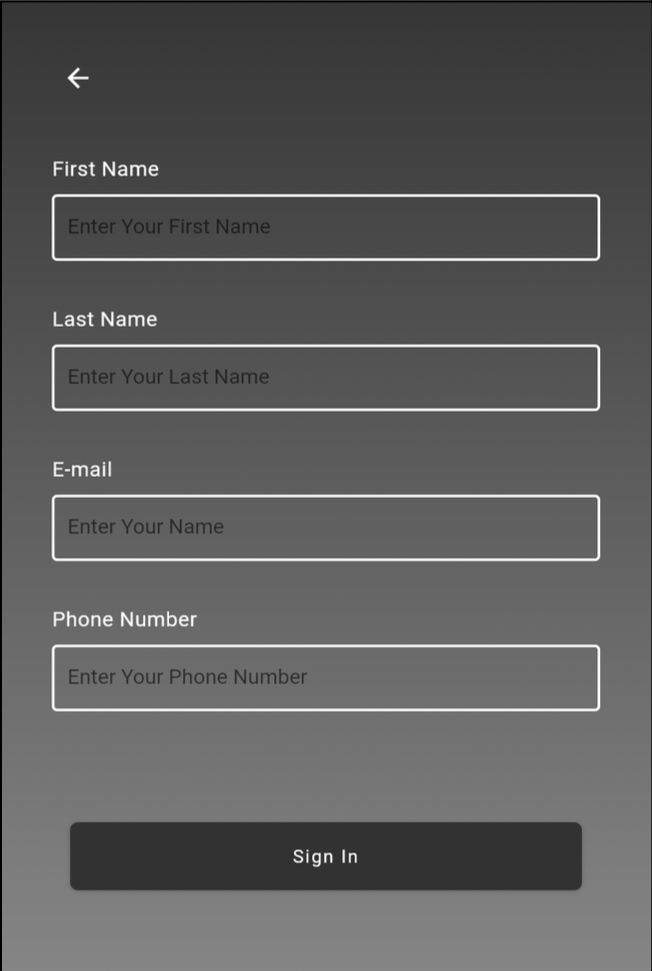 First Name
Enter Your First Name
Last Name
Enter Your Last Name
E-mail
Enter Your Name
Phone Number
Enter Your Phone Number
Sign In